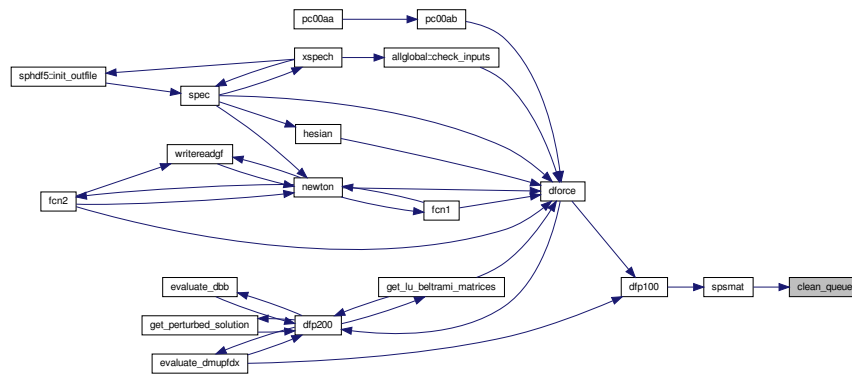 pc00aa
pc00ab
xspech
allglobal::check_inputs
sphdf5::init_outfile
spec
hesian
writereadgf
newton
dforce
fcn2
fcn1
evaluate_dbb
get_lu_beltrami_matrices
dfp100
spsmat
clean_queue
get_perturbed_solution
dfp200
evaluate_dmupfdx